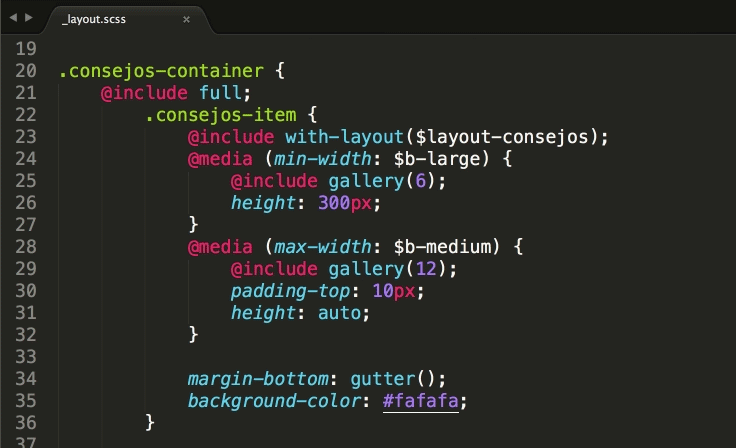 _layout.scss ×
19
20 .consejos-container {
21 @include full;
22 .consejos-item {
23 @include with-layout($layout-consejos);
24 @media (min-width: $b-large) {
25 @include gallery(6);
26 height: 300px;
27 }
28 @media (max-width: $b-medium) {
29 @include gallery(12);
30 padding-top: 10px;
31 height: auto;
32 }
33
34 margin-bottom: gutter();
35 background-color: #fafafa;
36 }
37